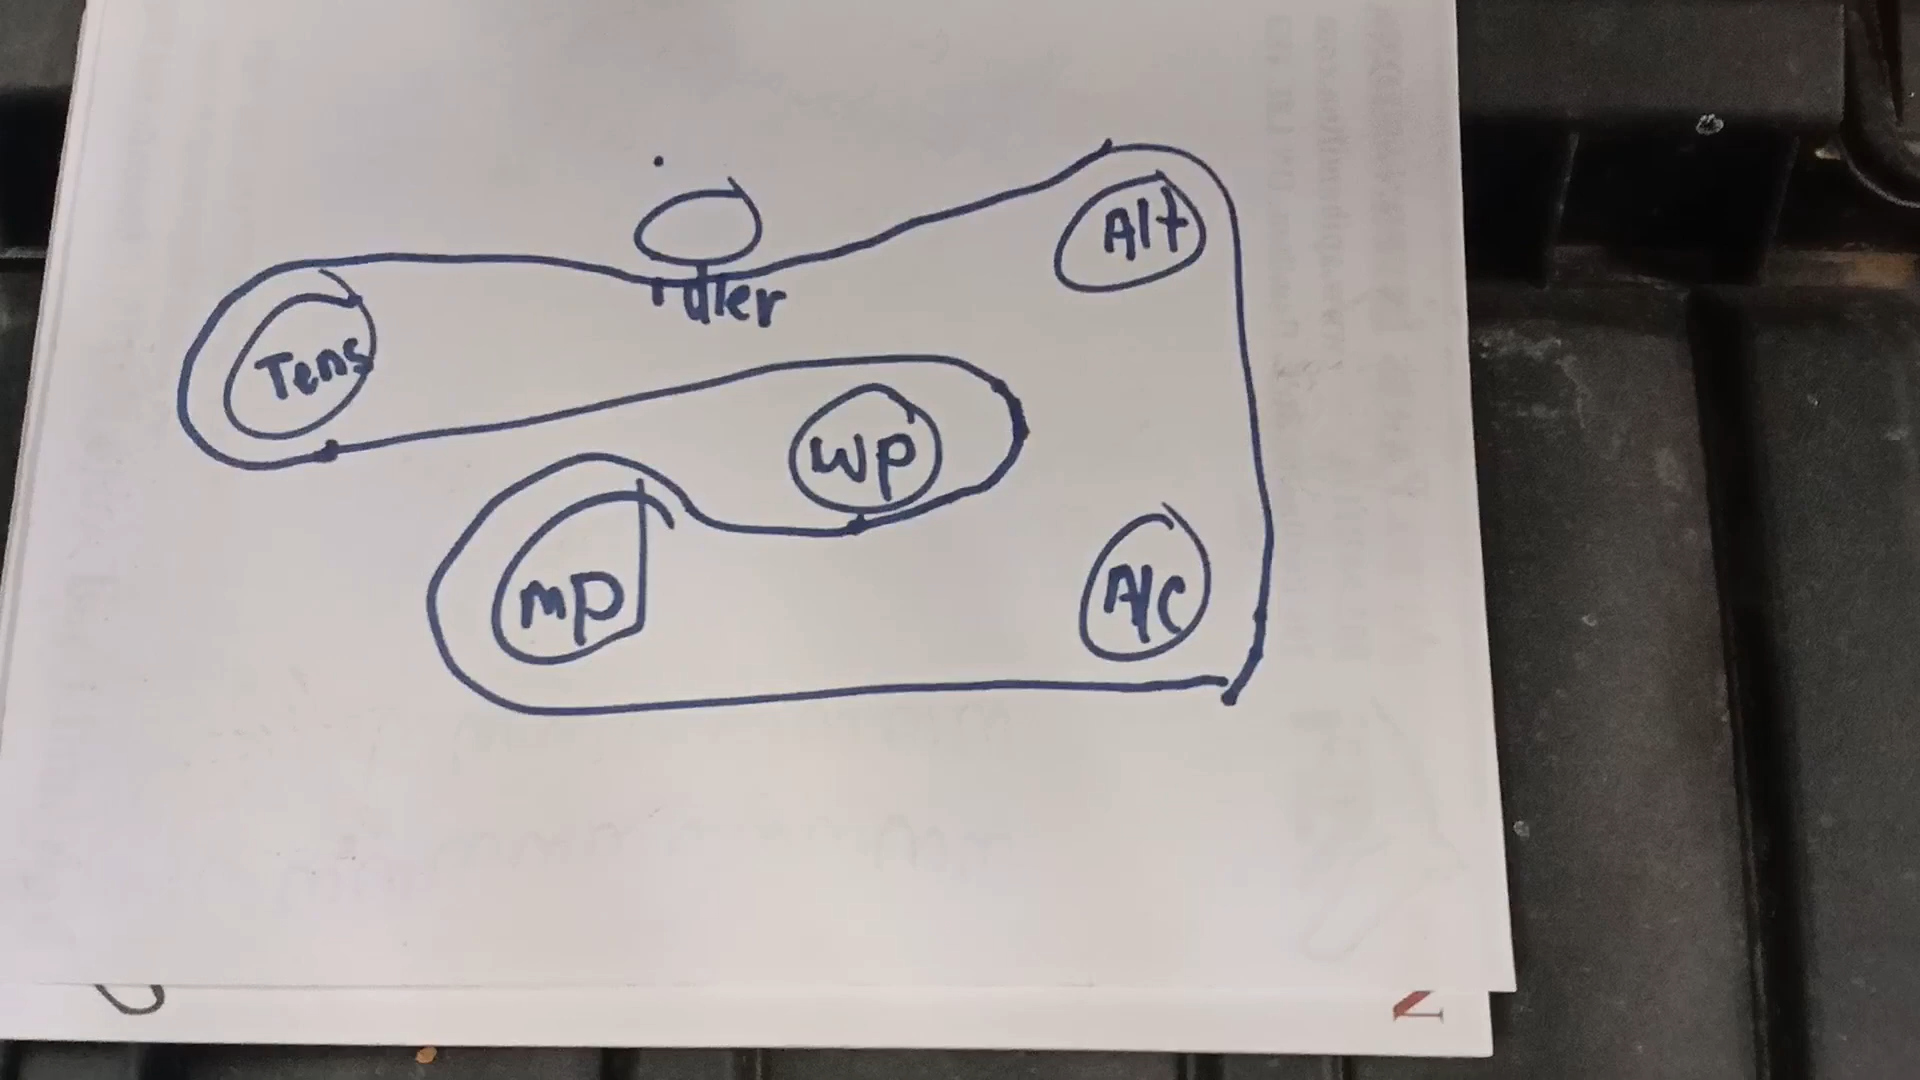 Alt
idler
Tens
WP
MP
A/C